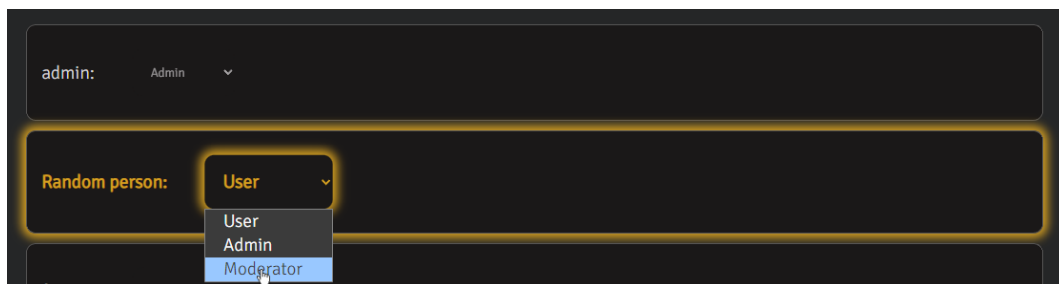 admin: Admin
Random person: User
User
Admin
Moderator